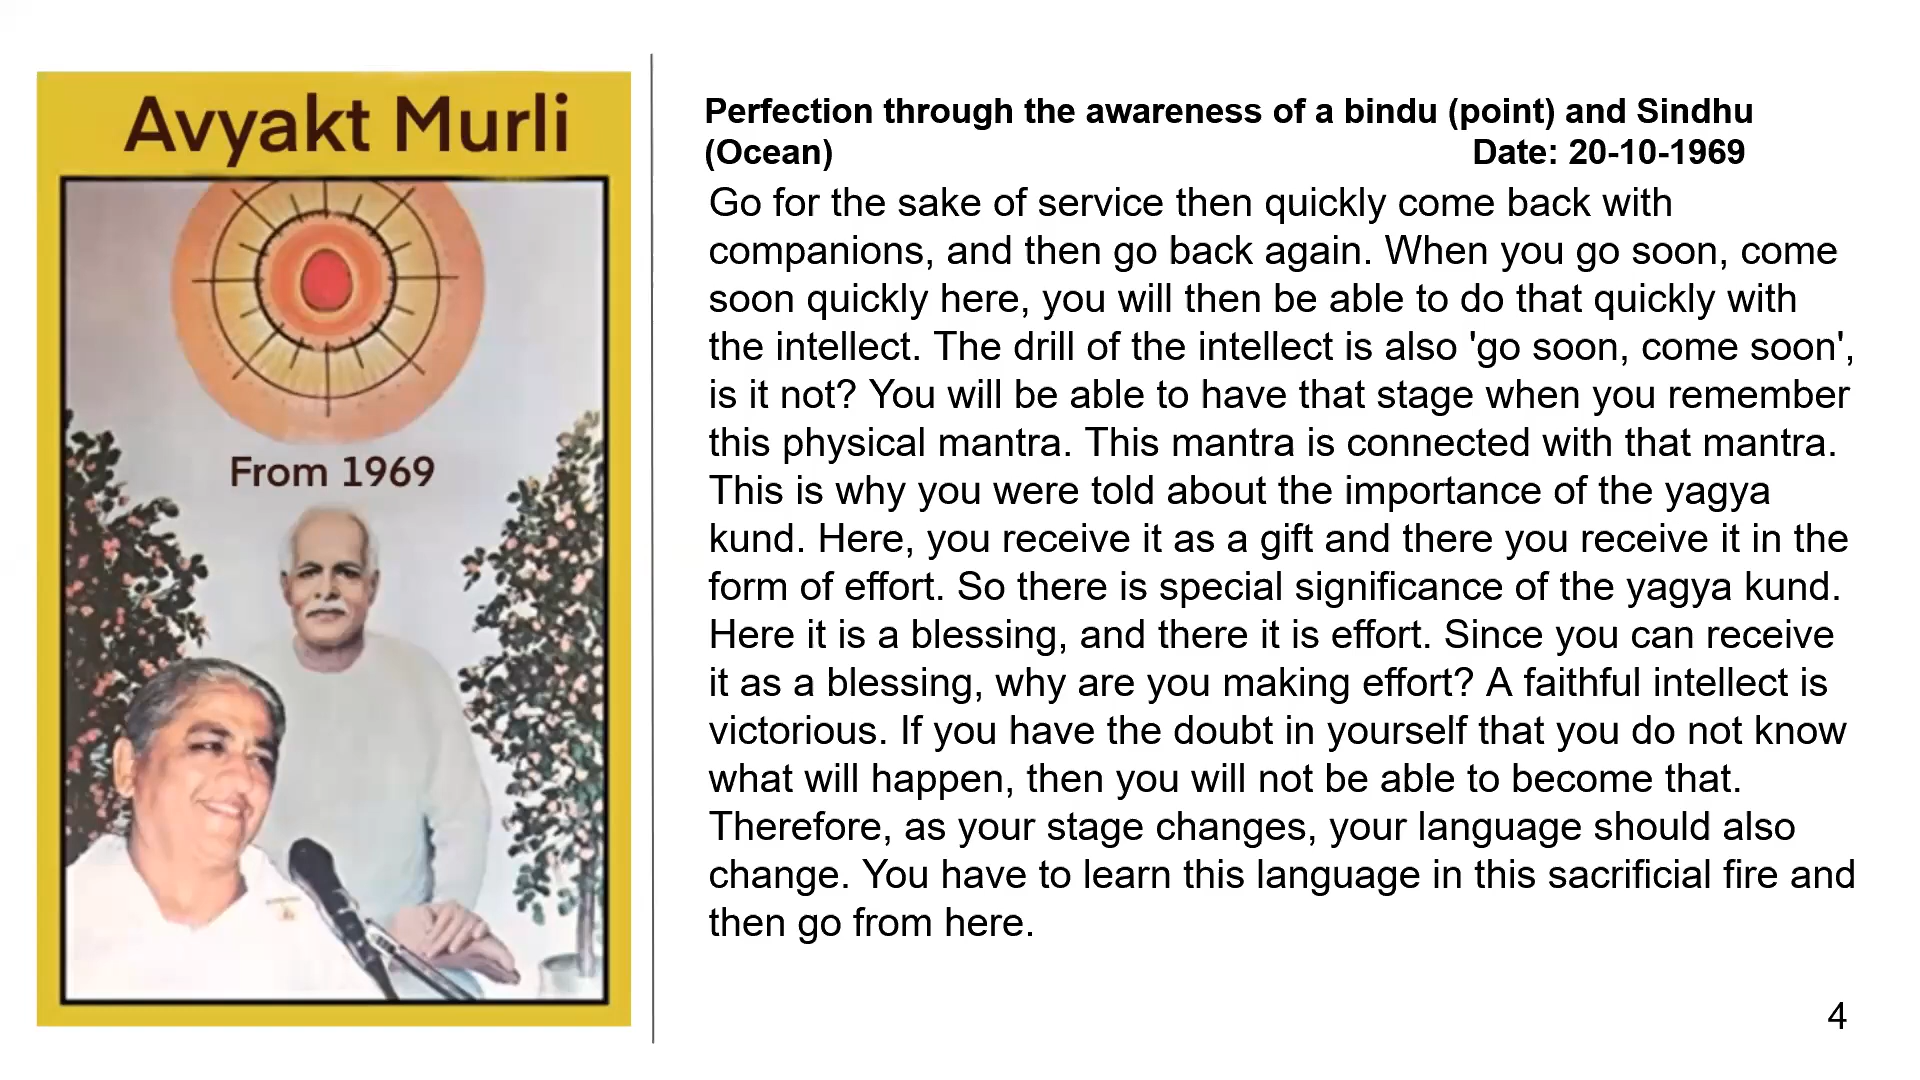 Avyakt Murli
From 1969
Perfection through the awareness of a bindu (point) and Sindhu
(Ocean) Date: 20-10-1969
Go for the sake of service then quickly come back with
companions, and then go back again. When you go soon, come
soon quickly here, you will then be able to do that quickly with
the intellect. The drill of the intellect is also 'go soon, come soon',
is it not? You will be able to have that stage when you remember
this physical mantra. This mantra is connected with that mantra.
This is why you were told about the importance of the yagya
kund. Here, you receive it as a gift and there you receive it in the
form of effort. So there is special significance of the yagya kund.
Here it is a blessing, and there it is effort. Since you can receive
it as a blessing, why are you making effort? A faithful intellect is
victorious. If you have the doubt in yourself that you do not know
what will happen, then you will not be able to become that.
Therefore, as your stage changes, your language should also
change. You have to learn this language in this sacrificial fire and
then go from here.
4